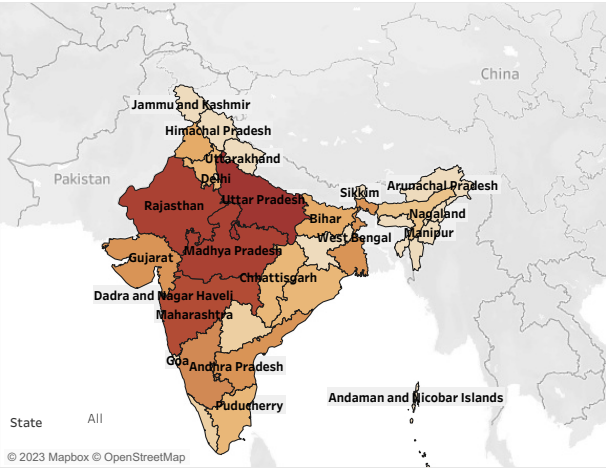 China
Jammu and Kashmir
Himachal Pradesh
Uttarakhand
Pakistan
Delhi
Sikkim
Arunachal Pradesh
Rajasthan
Uttar Pradesh
Bihar
Nagaland
West Bengal
Manipur
Gujarat
Madhya Pradesh
Chhattisgarh
Dadra and Nagar Haveli
Maharashtra
Goa
Andhra Pradesh
Puducherry
Andaman and Nicobar Islands
State All
© 2023 Mapbox © OpenStreetMap